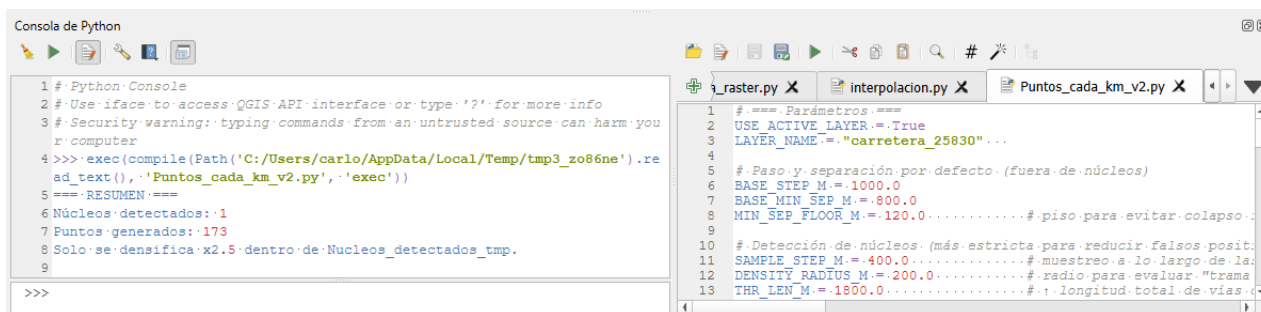 Consola de Python
1 # Python Console
2 # Use iface to access QGIS API interface or type '?' for more info
3 # Security warning: typing commands from an untrusted source can harm you
r computer
4 >>> exec(compile(Path('C:/Users/carlo/AppData/Local/Temp/tmp3_zo86ne').re
ad_text(), 'Puntos_cada_km_v2.py', 'exec'))
5 === RESUMEN ===
6 Núcleos detectados: 1
7 Puntos generados: 173
8 Solo se densifica x2.5 dentro de Nucleos_detectados_tmp.
9
>>>
a_raster.py
interpolacion.py
Puntos_cada_km_v2.py
1 # === Parámetros ===
2 USE_ACTIVE_LAYER = True
3 LAYER_NAME = "carretera_25830"
4
5 # Paso y separación por defecto (fuera de núcleos)
6 BASE_STEP_M = 1000.0
7 BASE_MIN_SEP_M = 800.0
8 MIN_SEP_FLOOR_M = 120.0 # piso para evitar colapso
9
10 # Detección de núcleos (más estricta para reducir falsos posit
11 SAMPLE_STEP_M = 400.0 # muestreo a lo largo de la
12 DENSITY_RADIUS_M = 200.0 # radio para evaluar "trama
13 THR_LEN_M = 1800.0 # ↑ longitud total de vías